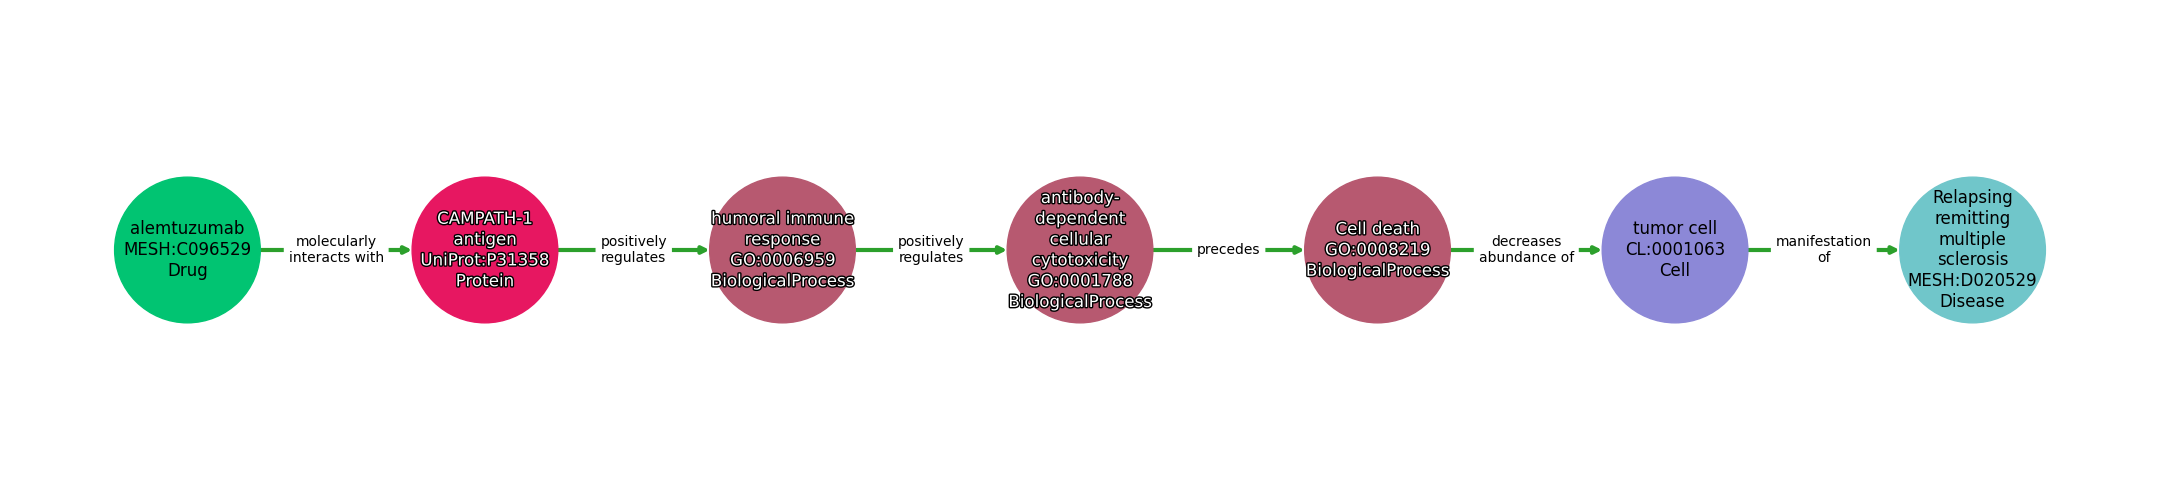 alemtuzumab
MESH:C096529
Drug
molecularly
interacts with
CAMPATH-1
antigen
UniProt:P31358
Protein
positively
regulates
humoral immune
response
GO:0006959
BiologicalProcess
positively
regulates
antibody-
dependent
cellular
cytotoxicity
GO:0001788
BiologicalProcess
precedes
Cell death
GO:0008219
BiologicalProcess
decreases
abundance of
tumor cell
CL:0001063
Cell
manifestation
of
Relapsing
remitting
multiple
sclerosis
MESH:D020529
Disease